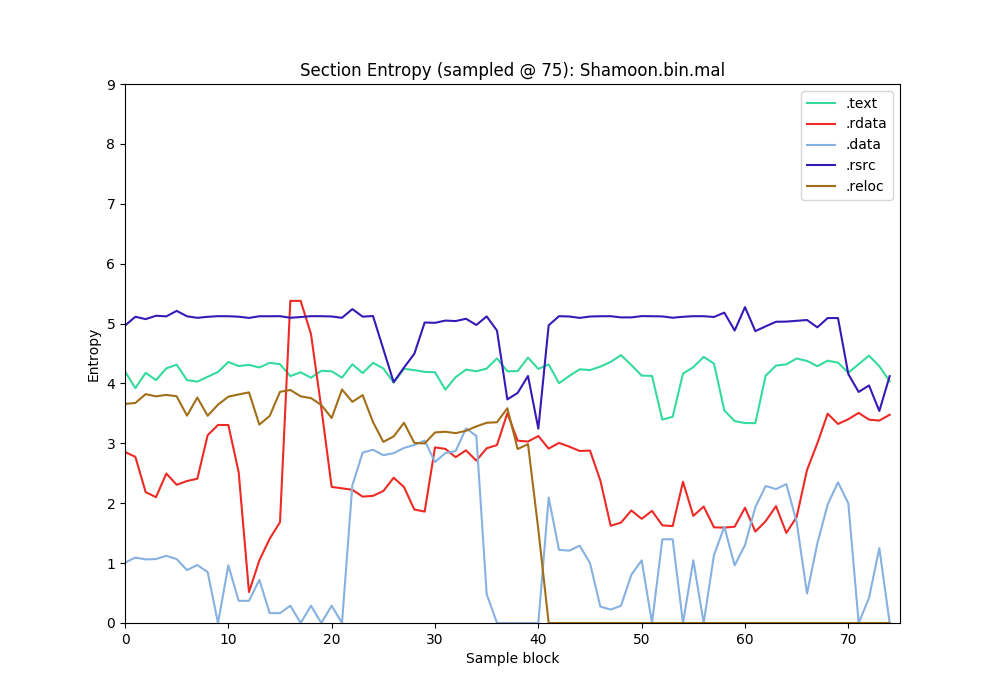 Section Entropy (sampled @ 75): Shamoon.bin.mal
9
8
7
6
5
4
3
2
1
0
Entropy
.text
.rdata
.data
.rsrc
.reloc
0 10 20 30 40 50 60 70
Sample block